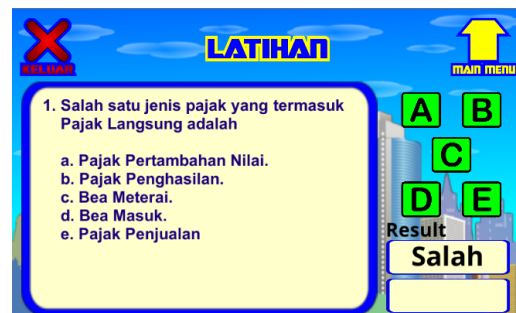 KELUAR
LATIHAN
MAIN MENU
1. Salah satu jenis pajak yang termasuk
Pajak Langsung adalah
a. Pajak Pertambahan Nilai.
b. Pajak Penghasilan.
c. Bea Meterai.
d. Bea Masuk.
e. Pajak Penjualan
A B
C
D E
Result
Salah